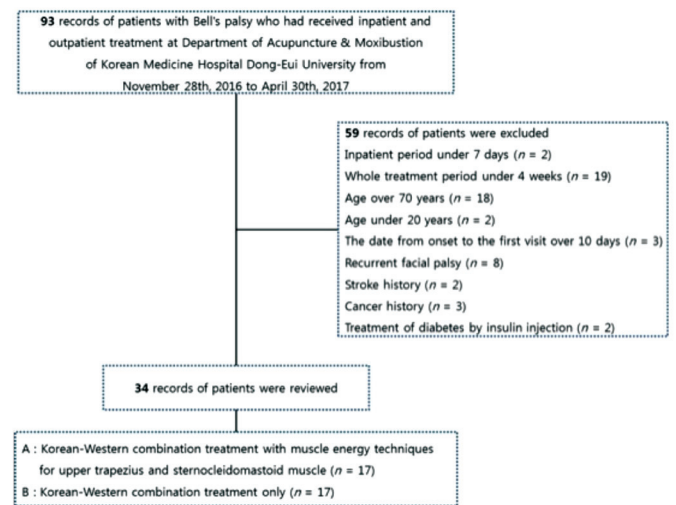 93 records of patients with Bell's palsy who had received inpatient and
outpatient treatment at Department of Acupuncture & Moxibustion
of Korean Medicine Hospital Dong-Eui University from
November 28th, 2016 to April 30th, 2017
59 records of patients were excluded
Inpatient period under 7 days (n = 2)
Whole treatment period under 4 weeks (n = 19)
Age over 70 years (n = 18)
Age under 20 years (n = 2)
The date from onset to the first visit over 10 days (n = 3)
Recurrent facial palsy (n = 8)
Stroke history (n = 2)
Cancer history (n = 3)
Treatment of diabetes by insulin injection (n = 2)
34 records of patients were reviewed
A : Korean-Western combination treatment with muscle energy techniques
for upper trapezius and sternocleidomastoid muscle (n = 17)
B : Korean-Western combination treatment only (n = 17)